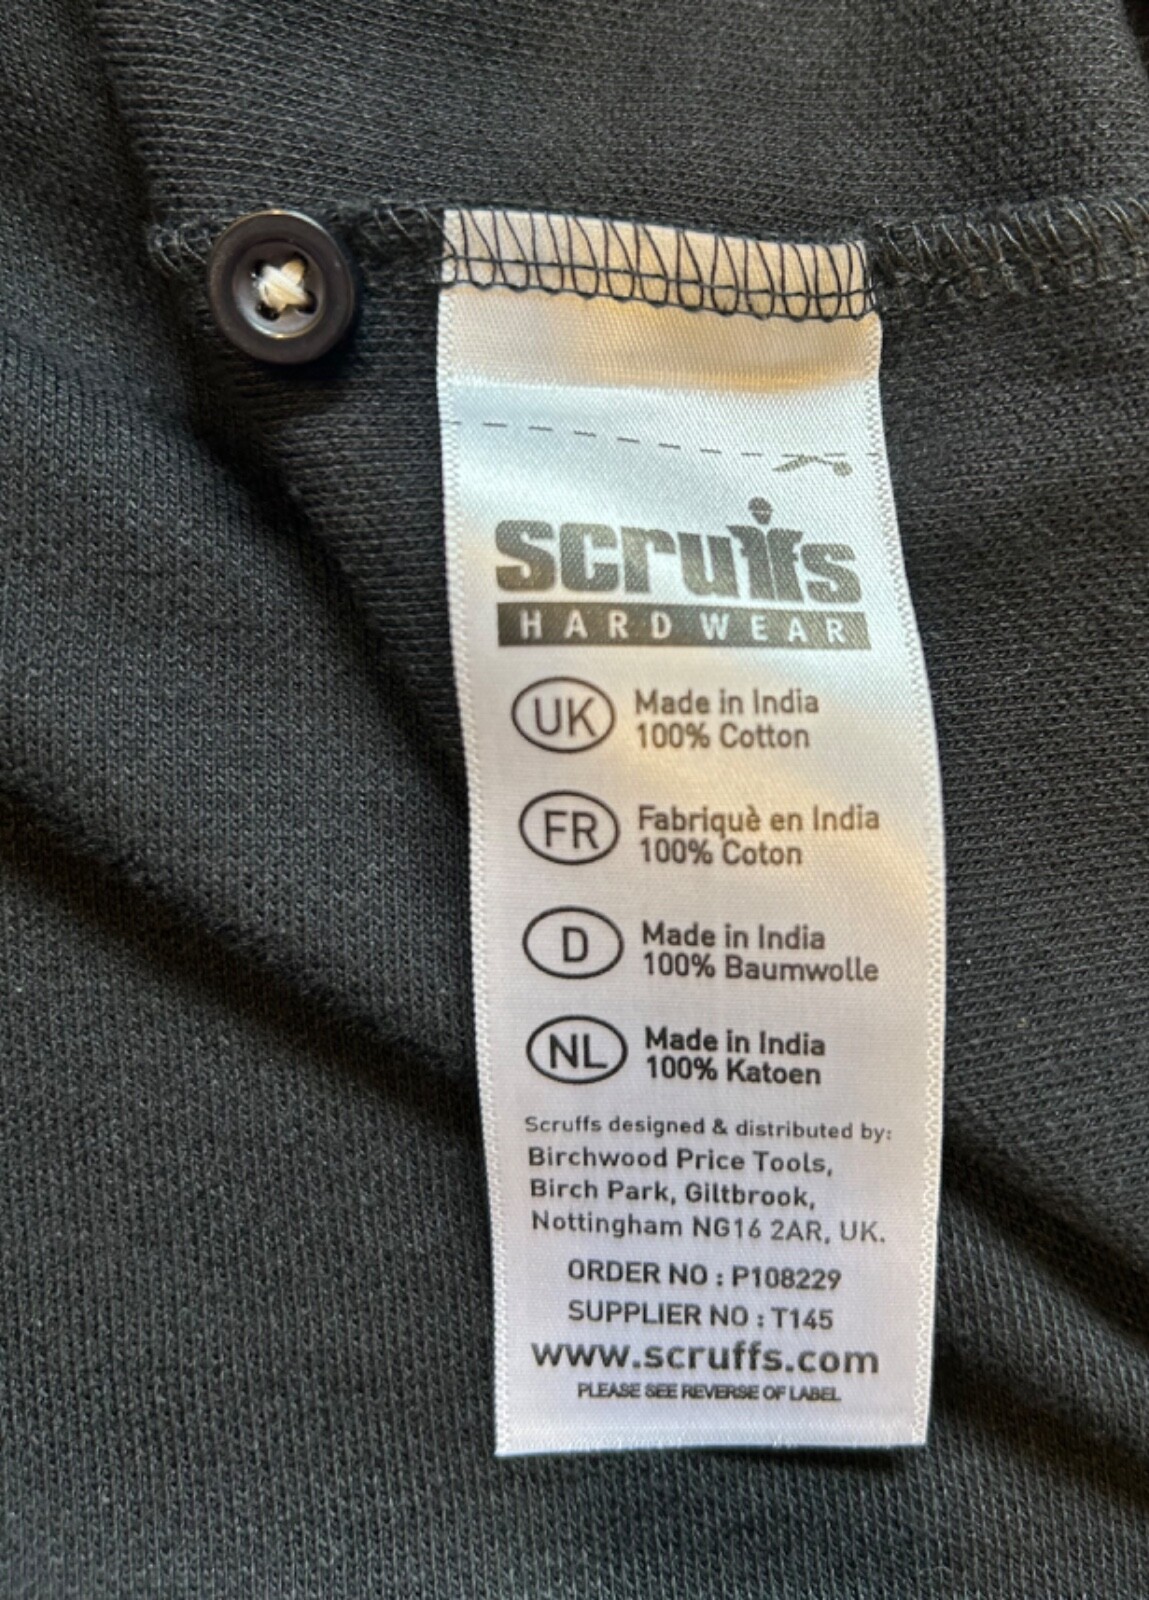 scruffs
HARDWEAR
UK Made in India
100% Cotton
FR Fabriquè en India
100% Coton
D Made in India
100% Baumwolle
NL Made in India
100% Katoen
Scruffs designed & distributed by:
Birchwood Price Tools,
Birch Park, Giltbrook,
Nottingham NG16 2AR, UK.
ORDER NO : P108229
SUPPLIER NO : T145
www.scruffs.com
PLEASE SEE REVERSE OF LABEL